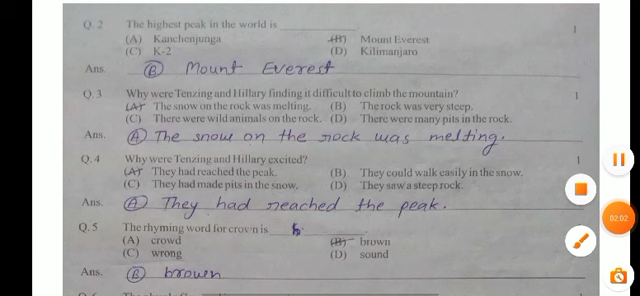 Q. 2 The highest peak in the world is ____________ 1
(A) Kanchenjunga (B) Mount Everest
(C) K-2 (D) Kilimanjaro
Ans. (B) Mount Everest
Q. 3 Why were Tenzing and Hillary finding it difficult to climb the mountain? 1
(A) The snow on the rock was melting. (B) The rock was very steep.
(C) There were wild animals on the rock. (D) There were many pits in the rock.
Ans. (A) The snow on the rock was melting.
Q. 4 Why were Tenzing and Hillary excited? 1
(A) They had reached the peak. (B) They could walk easily in the snow.
(C) They had made pits in the snow. (D) They saw a steep rock.
Ans. (A) They had reached the peak.
Q. 5 The rhyming word for crown is
(A) crowd (B) brown
(C) wrong (D) sound
Ans. (B) brown
02:02